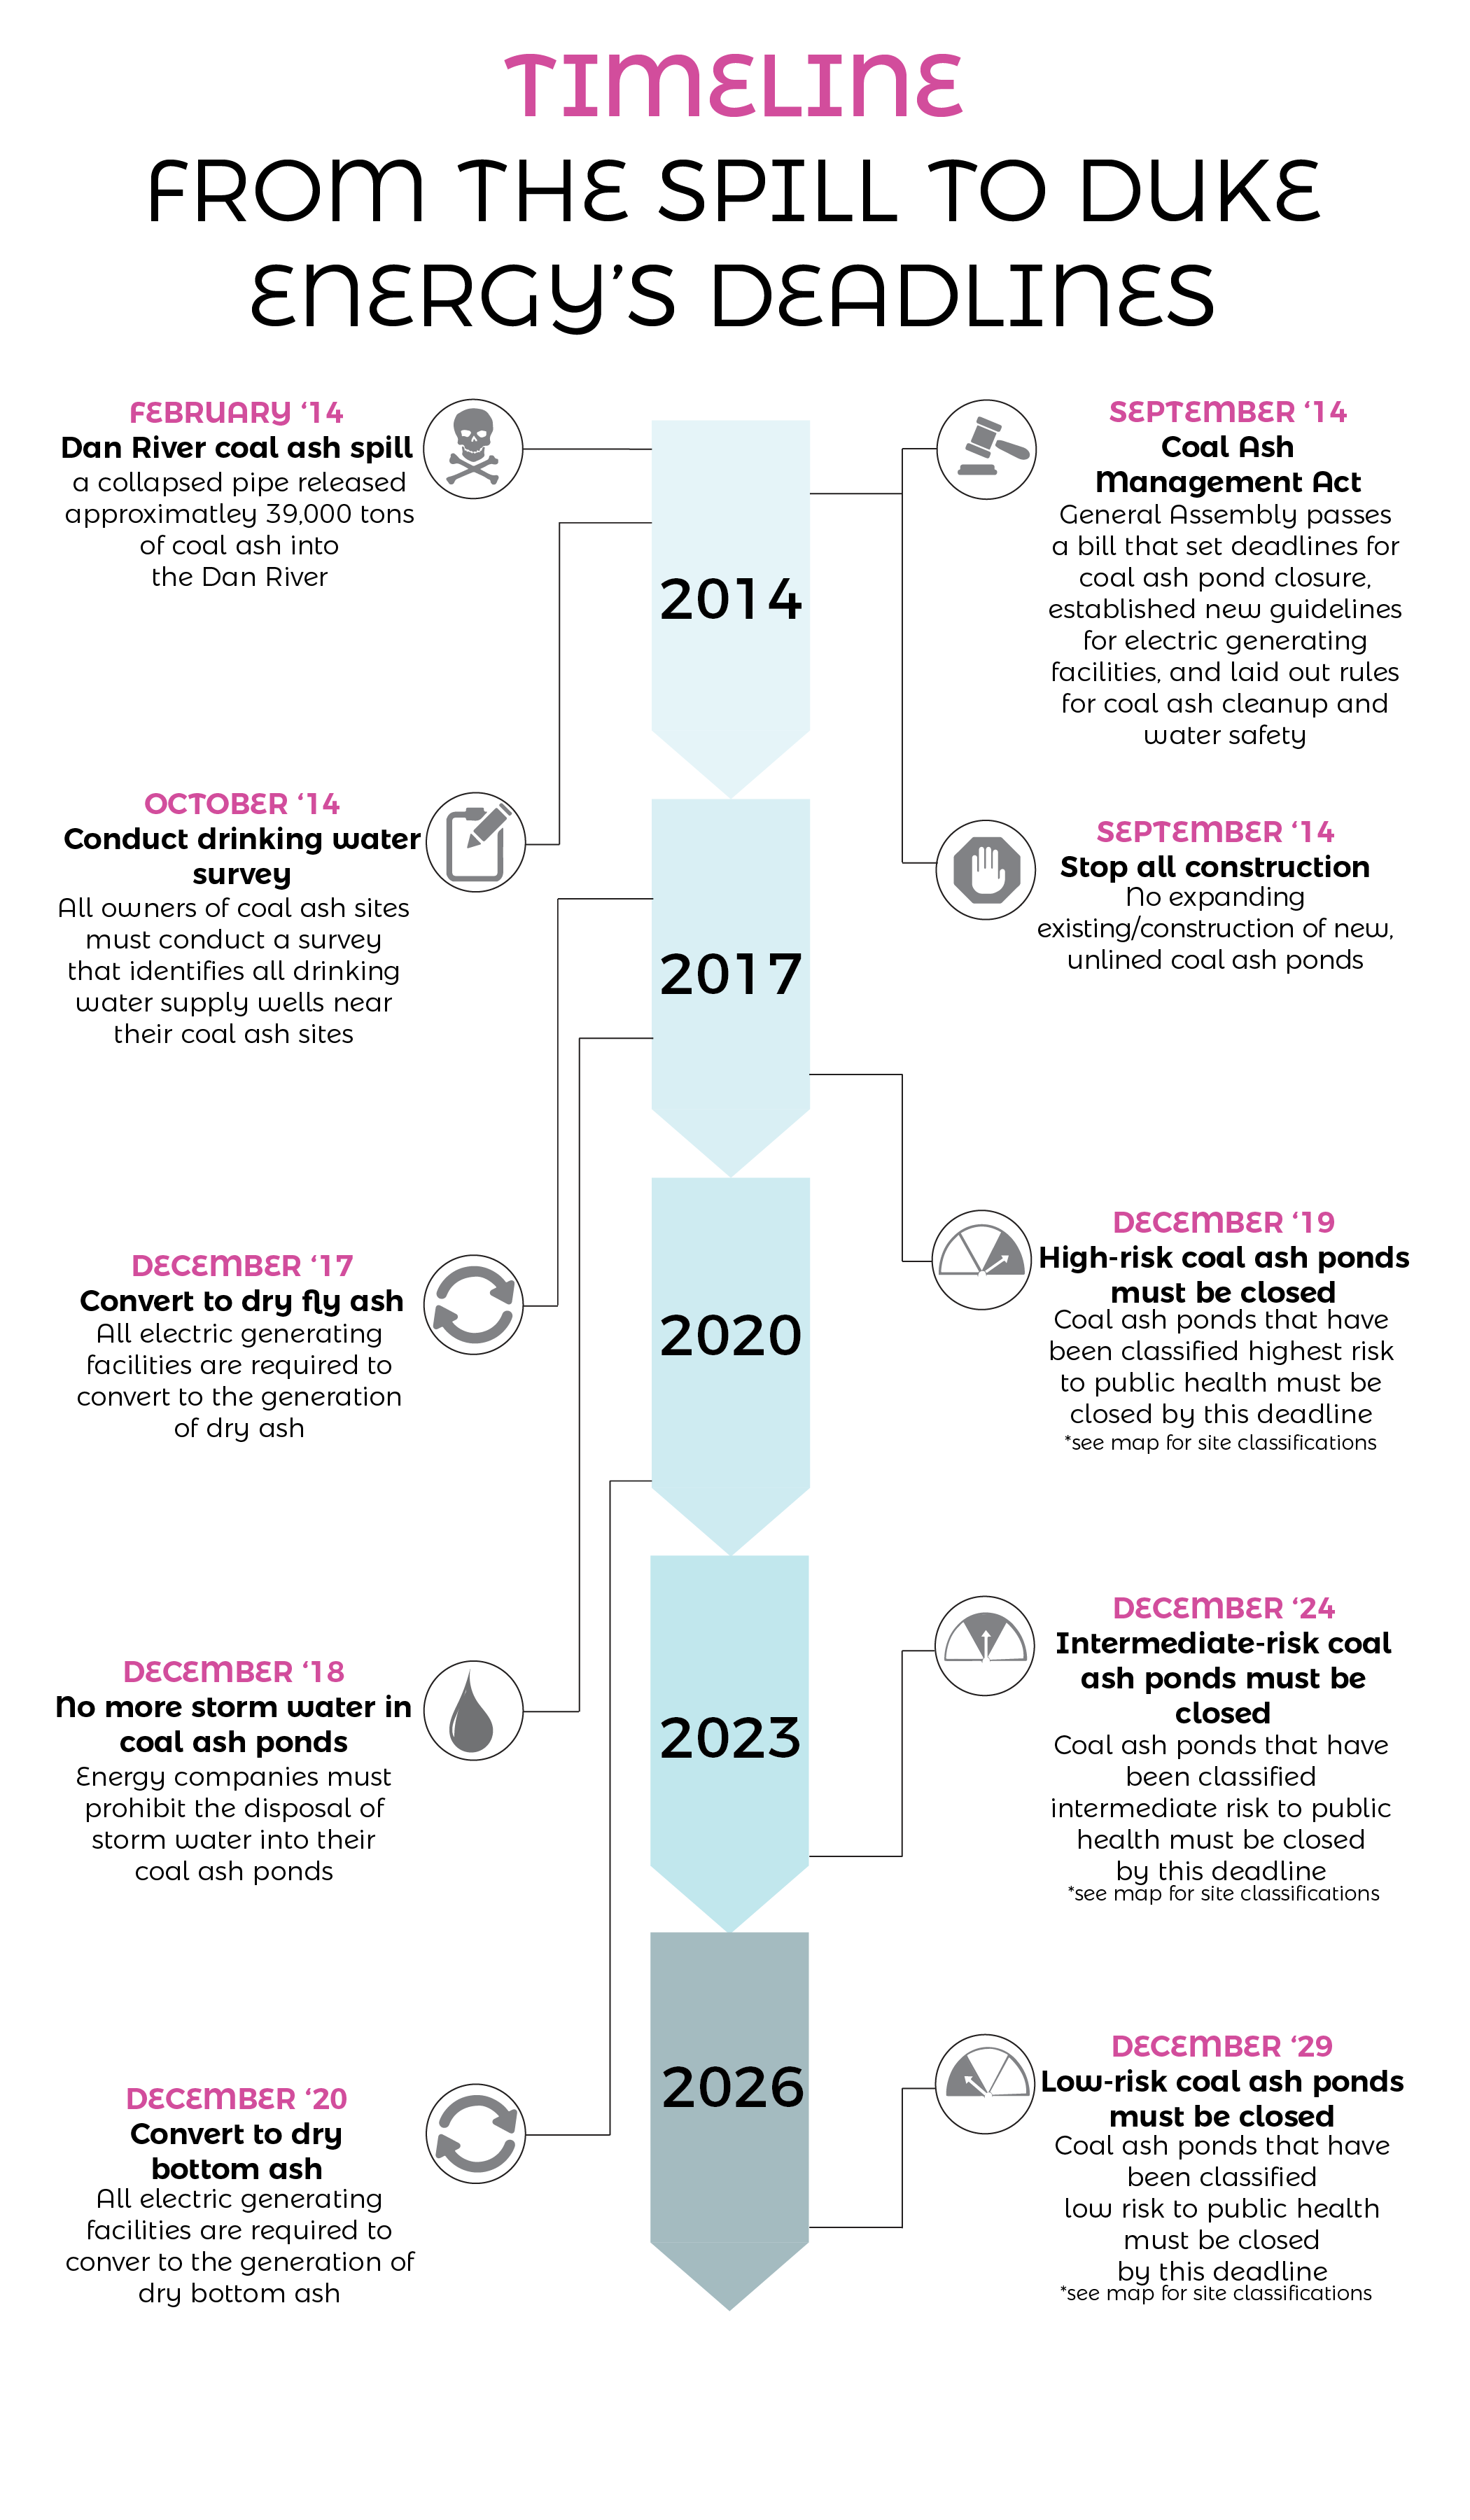 TIMELINE
FROM THE SPILL TO DUKE
ENERGY'S DEADLINES
FEBRUARY ‘14
Dan River coal ash spill
a collapsed pipe released
approximatley 39,000 tons
of coal ash into
the Dan River
SEPTEMBER ‘14
Coal Ash
Management Act
General Assembly passes
a bill that set deadlines for
coal ash pond closure,
established new guidelines
for electric generating
facilities, and laid out rules
for coal ash cleanup and
water safety
2014
OCTOBER ‘14
Conduct drinking water
survey
All owners of coal ash sites
must conduct a survey
that identifies all drinking
water supply wells near
their coal ash sites
SEPTEMBER ‘14
Stop all construction
No expanding
existing/construction of new,
unlined coal ash ponds
2017
DECEMBER ‘17
Convert to dry fly ash
All electric generating
facilities are required to
convert to the generation
of dry ash
DECEMBER ‘19
High-risk coal ash ponds
must be closed
Coal ash ponds that have
been classified highest risk
to public health must be
closed by this deadline
*see map for site classifications
2020
DECEMBER ‘18
No more storm water in
coal ash ponds
Energy companies must
prohibit the disposal of
storm water into their
coal ash ponds
2023
DECEMBER ‘24
Intermediate-risk coal
ash ponds must be
closed
Coal ash ponds that have
been classified
intermediate risk to public
health must be closed
by this deadline
*see map for site classifications
DECEMBER ‘20
Convert to dry
bottom ash
All electric generating
facilities are required to
conver to the generation of
dry bottom ash
2026
DECEMBER ‘29
Low-risk coal ash ponds
must be closed
Coal ash ponds that have
been classified
low risk to public health
must be closed
by this deadline
*see map for site classifications